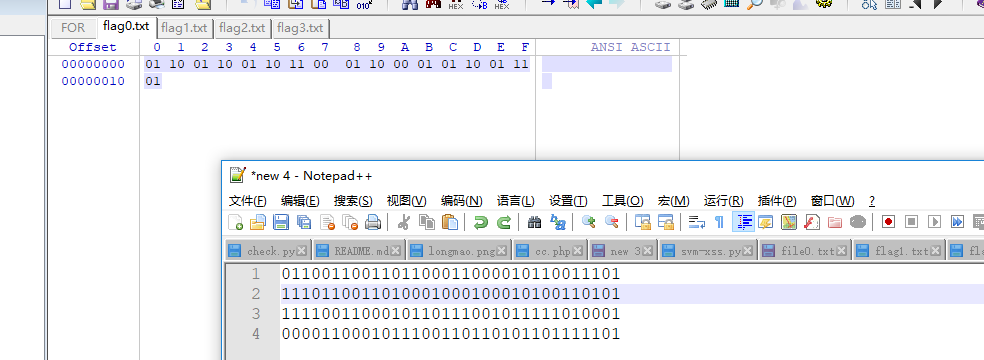 FOR flag0.txt flag1.txt flag2.txt flag3.txt
Offset 0 1 2 3 4 5 6 7 8 9 A B C D E F ANSI ASCII
00000000 01 10 01 10 01 10 11 00 01 10 00 01 01 10 01 11
00000010 01
*new 4 - Notepad++
文件(F) 编辑(E) 搜索(S) 视图(V) 编码(N) 语言(L) 设置(T) 工具(O) 宏(M) 运行(R) 插件(P) 窗口(W) ?
check.py README.md longmao.png cc.php new 3 svm-xss.py file0.txt flag1.txt fl
1 0110011001101100011000010110011101
2 1110110011010001000100010100110101
3 1111001100010110111001011111010001
4 0000110001011100110110101101111101